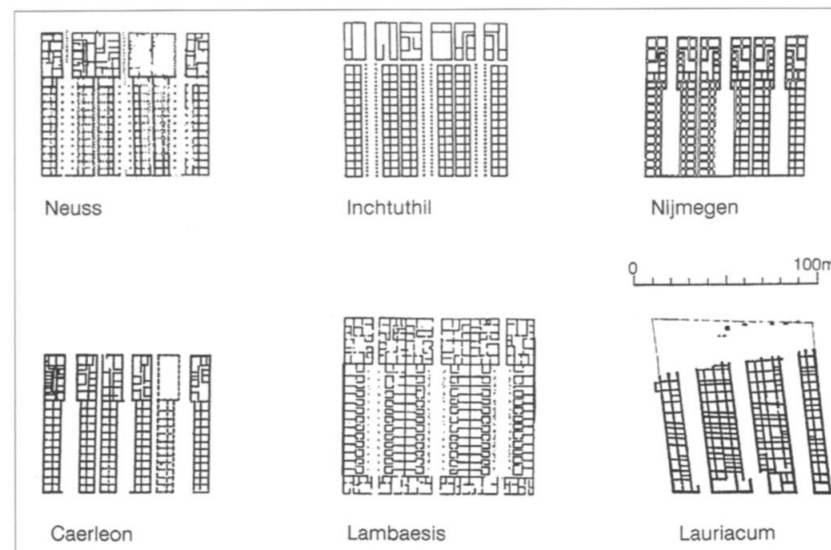 Neuss
Inchtuthil
Nijmegen
0 100m
Caerleon
Lambaesis
Lauriacum